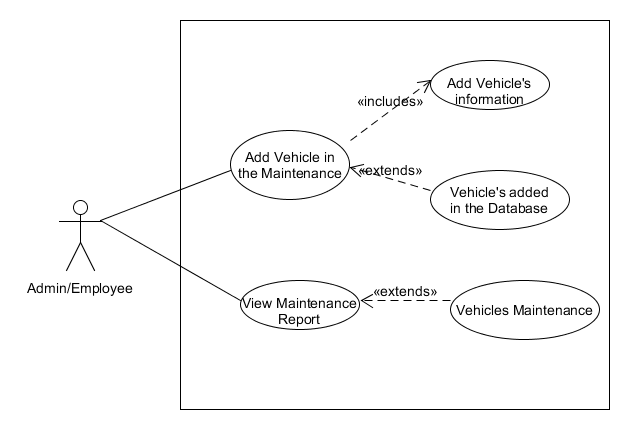 Add Vehicle's
information
«includes»
Add Vehicle in
the Maintenance
«extends»
Vehicle's added
in the Database
Admin/Employee
View Maintenance
Report
«extends»
Vehicles Maintenance